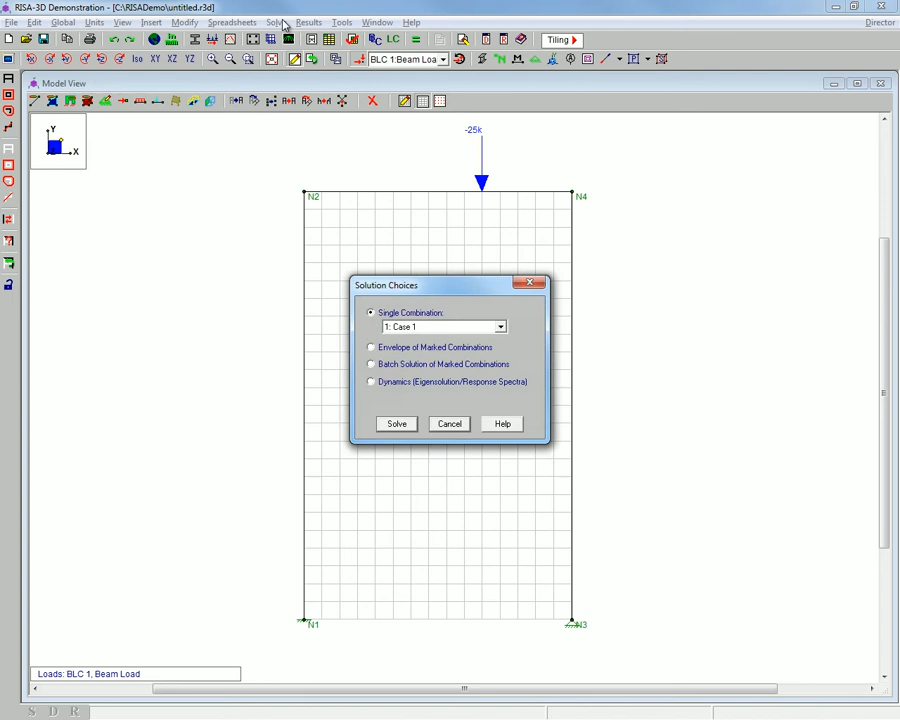 RISA-3D Demonstration - [C:\RISADemo\untitled.r3d]
File Edit Global Units View Insert Modify Spreadsheets Solve Results Tools Window Help Director
LC = Tiling
Iso XY XZ YZ BLC 1:Beam Loa
Model View
Y
X
-25k
N2 N4
Solution Choices
Single Combination:
1: Case 1
Envelope of Marked Combinations
Batch Solution of Marked Combinations
Dynamics (Eigensolution/Response Spectra)
Solve Cancel Help
N1 N3
Loads: BLC 1, Beam Load
S D R